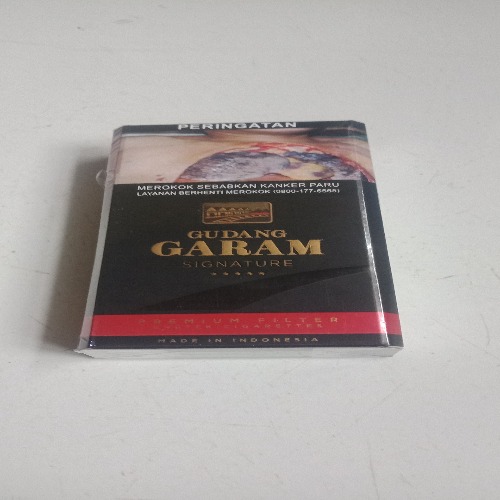 PERINGATAN
MEROKOK SEBABKAN KANKER PARU
LAYANAN BERHENTI MEROKOK (0800-177-6565)
GUDANG
GARAM
SIGNATURE
PREMIUM FILTER
CIGARETTES
MADE IN INDONESIA